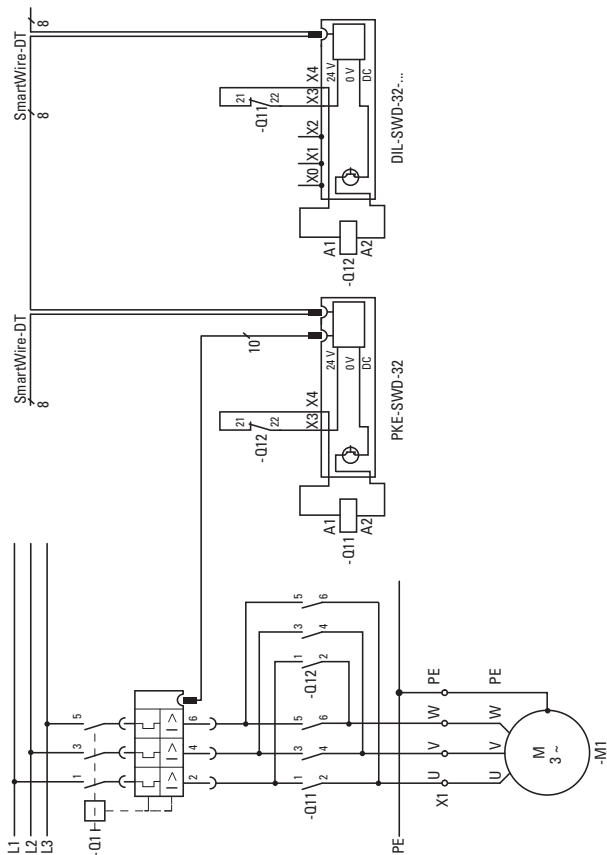 L1
L2
L3
1
3
5
-Q1
I>
I>
I>
2
4
6
-Q11
1
3
5
2
4
6
-Q12
1
3
5
2
4
6
PE
X1
U
V
W
PE
U
V
W
PE
M
3 ~
-M1
SmartWire-DT
8
10
-Q12
21
22
X3
X4
24 V
0 V
DC
A1
A2
-Q11
PKE-SWD-32
SmartWire-DT
8
8
-Q11
21
22
X0
X1
X2
X3
X4
24 V
0 V
DC
A1
A2
-Q12
DIL-SWD-32-...